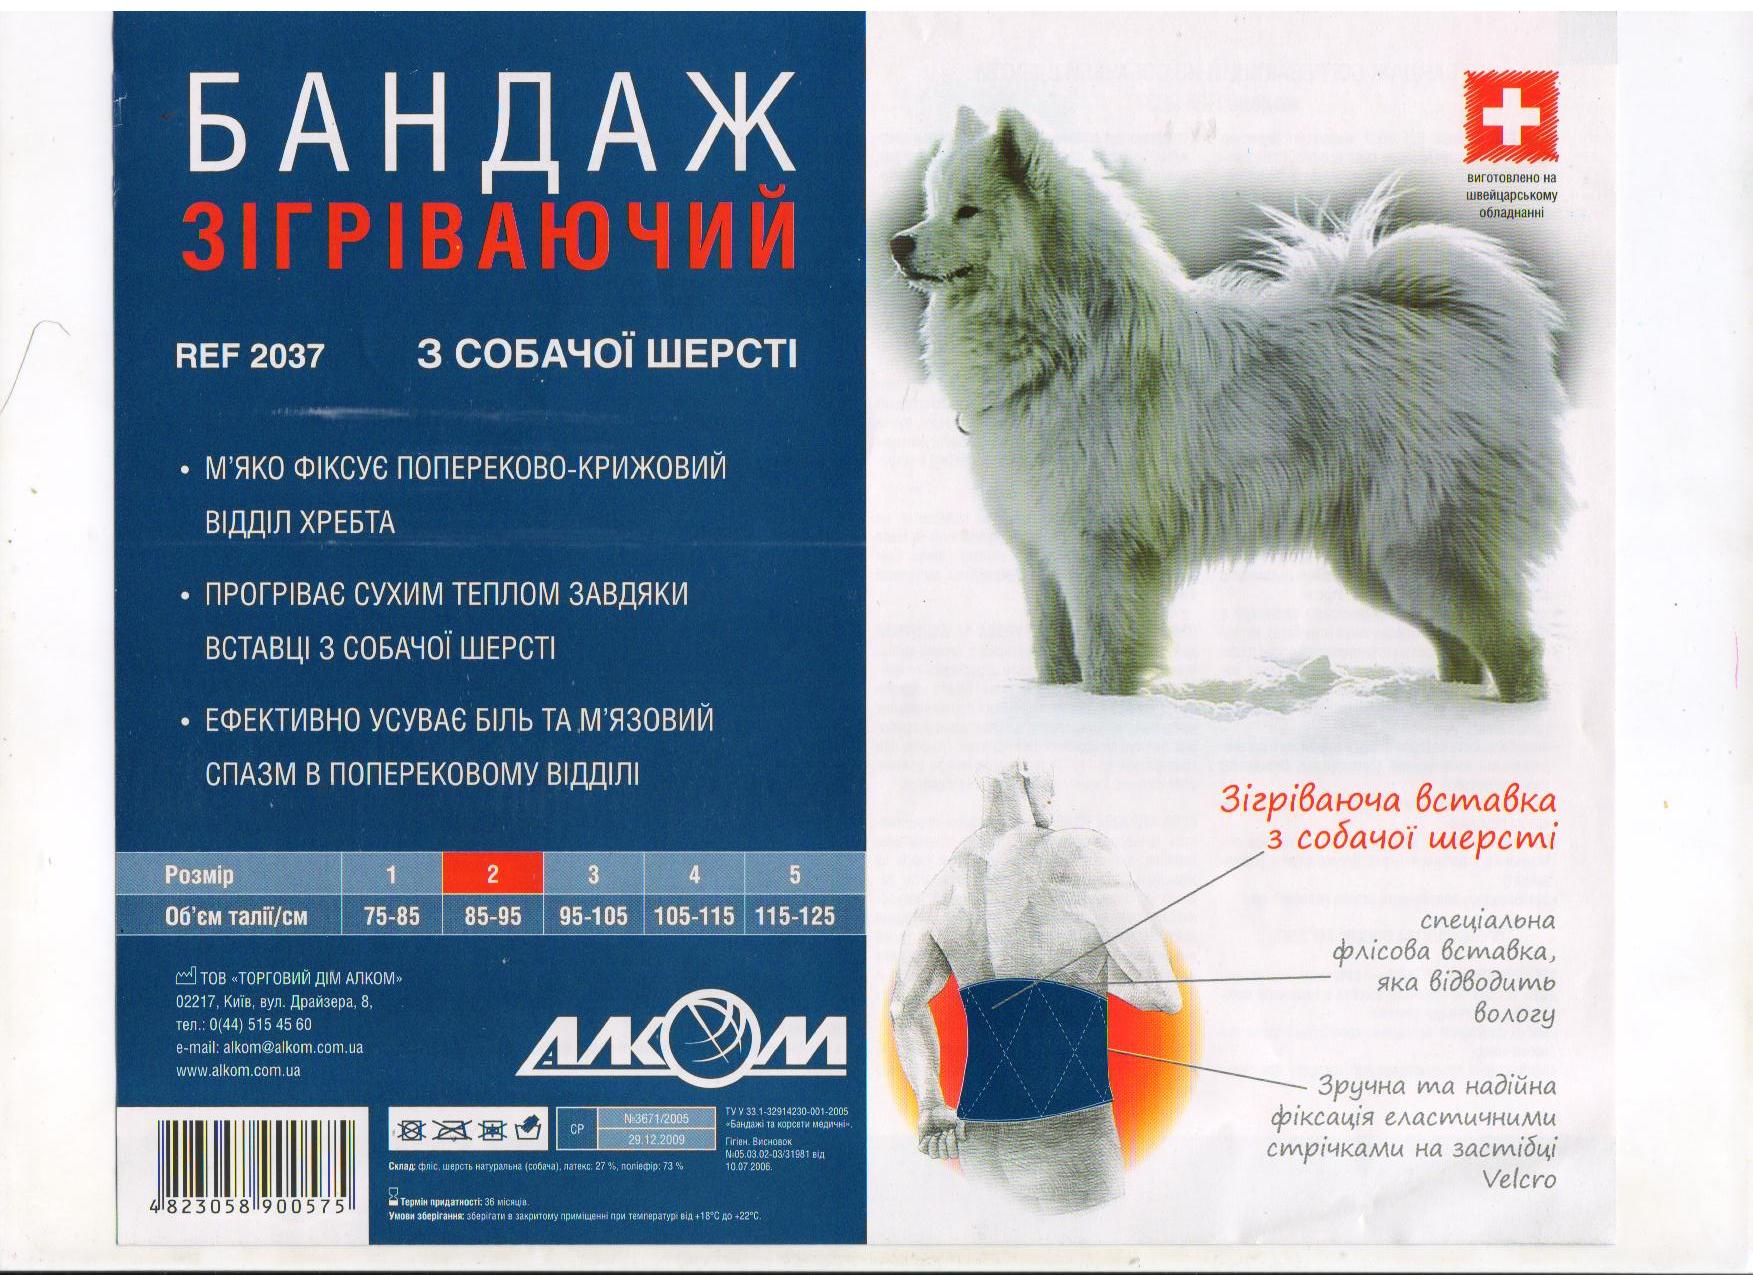 БАНДАЖ
ЗІГРІВАЮЧИЙ
REF 2037 З СОБАЧОЇ ШЕРСТІ
• М'ЯКО ФІКСУЄ ПОПЕРЕКОВО-КРИЖОВИЙ
ВІДДІЛ ХРЕБТА
• ПРОГРІВАЄ СУХИМ ТЕПЛОМ ЗАВДЯКИ
ВСТАВЦІ З СОБАЧОЇ ШЕРСТІ
• ЕФЕКТИВНО УСУВАЄ БІЛЬ ТА М'ЯЗОВИЙ
СПАЗМ В ПОПЕРЕКОВОМУ ВІДДІЛІ
Розмір 1 2 3 4 5
Об'єм талії/см 75-85 85-95 95-105 105-115 115-125
ТОВ «ТОРГОВИЙ ДІМ АЛКОМ»
02217, Київ, вул. Драйзера, 8,
тел.: 0(44) 515 45 60
e-mail: alkom@alkom.com.ua
www.alkom.com.ua
АЛКОМ
4 823058 900575
СР
№3671/2005
29.12.2009
ТУ У 33.1-32914230-001-2005
«Бандажі та корсети медичні».
Гігієн. Висновок
№05.03.02-03/31981 від
10.07.2006.
Склад: фліс, шерсть натуральна (собача), латекс: 27 %, поліефір: 73 %
Термін придатності: 36 місяців.
Умови зберігання: зберігати в закритому приміщенні при температурі від +18°С до +22°С.
виготовлено на
швейцарському
обладнанні
Зігріваюча вставка
з собачої шерсті
спеціальна
флісова вставка,
яка відводить
вологу
Зручна та надійна
фіксація еластичними
стрічками на застібці
Velcro